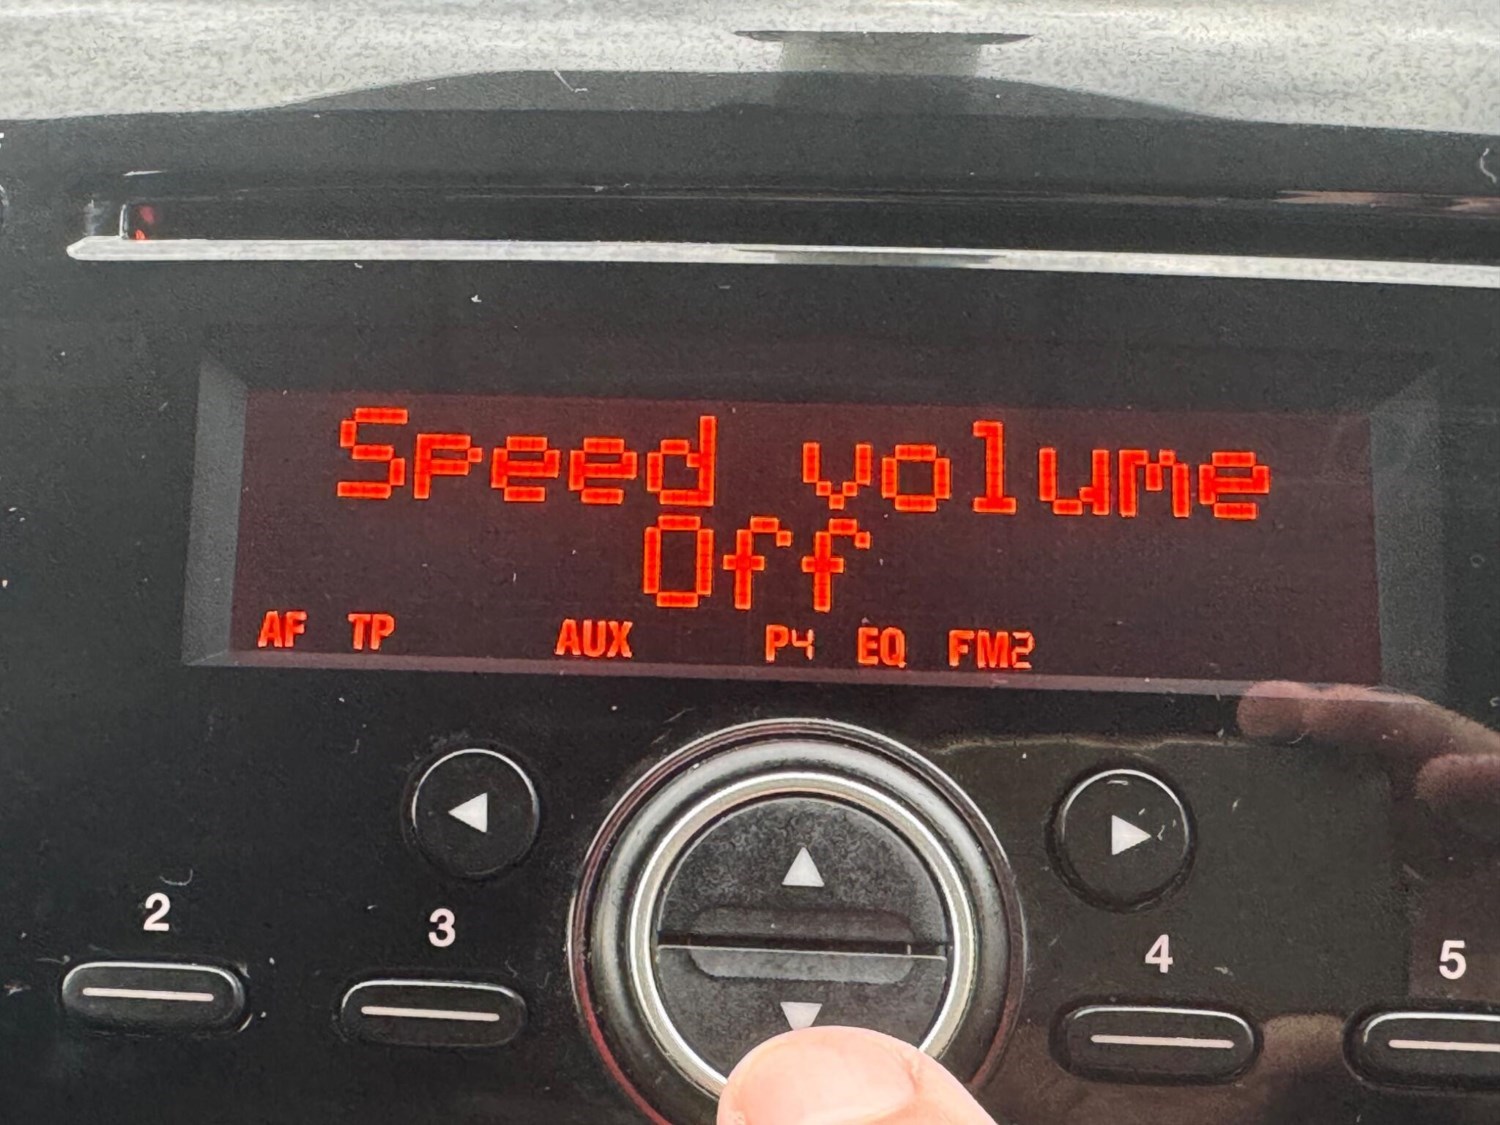 Speed volume
Off
AF TP AUX P4 EQ FM2
2 3 4 5